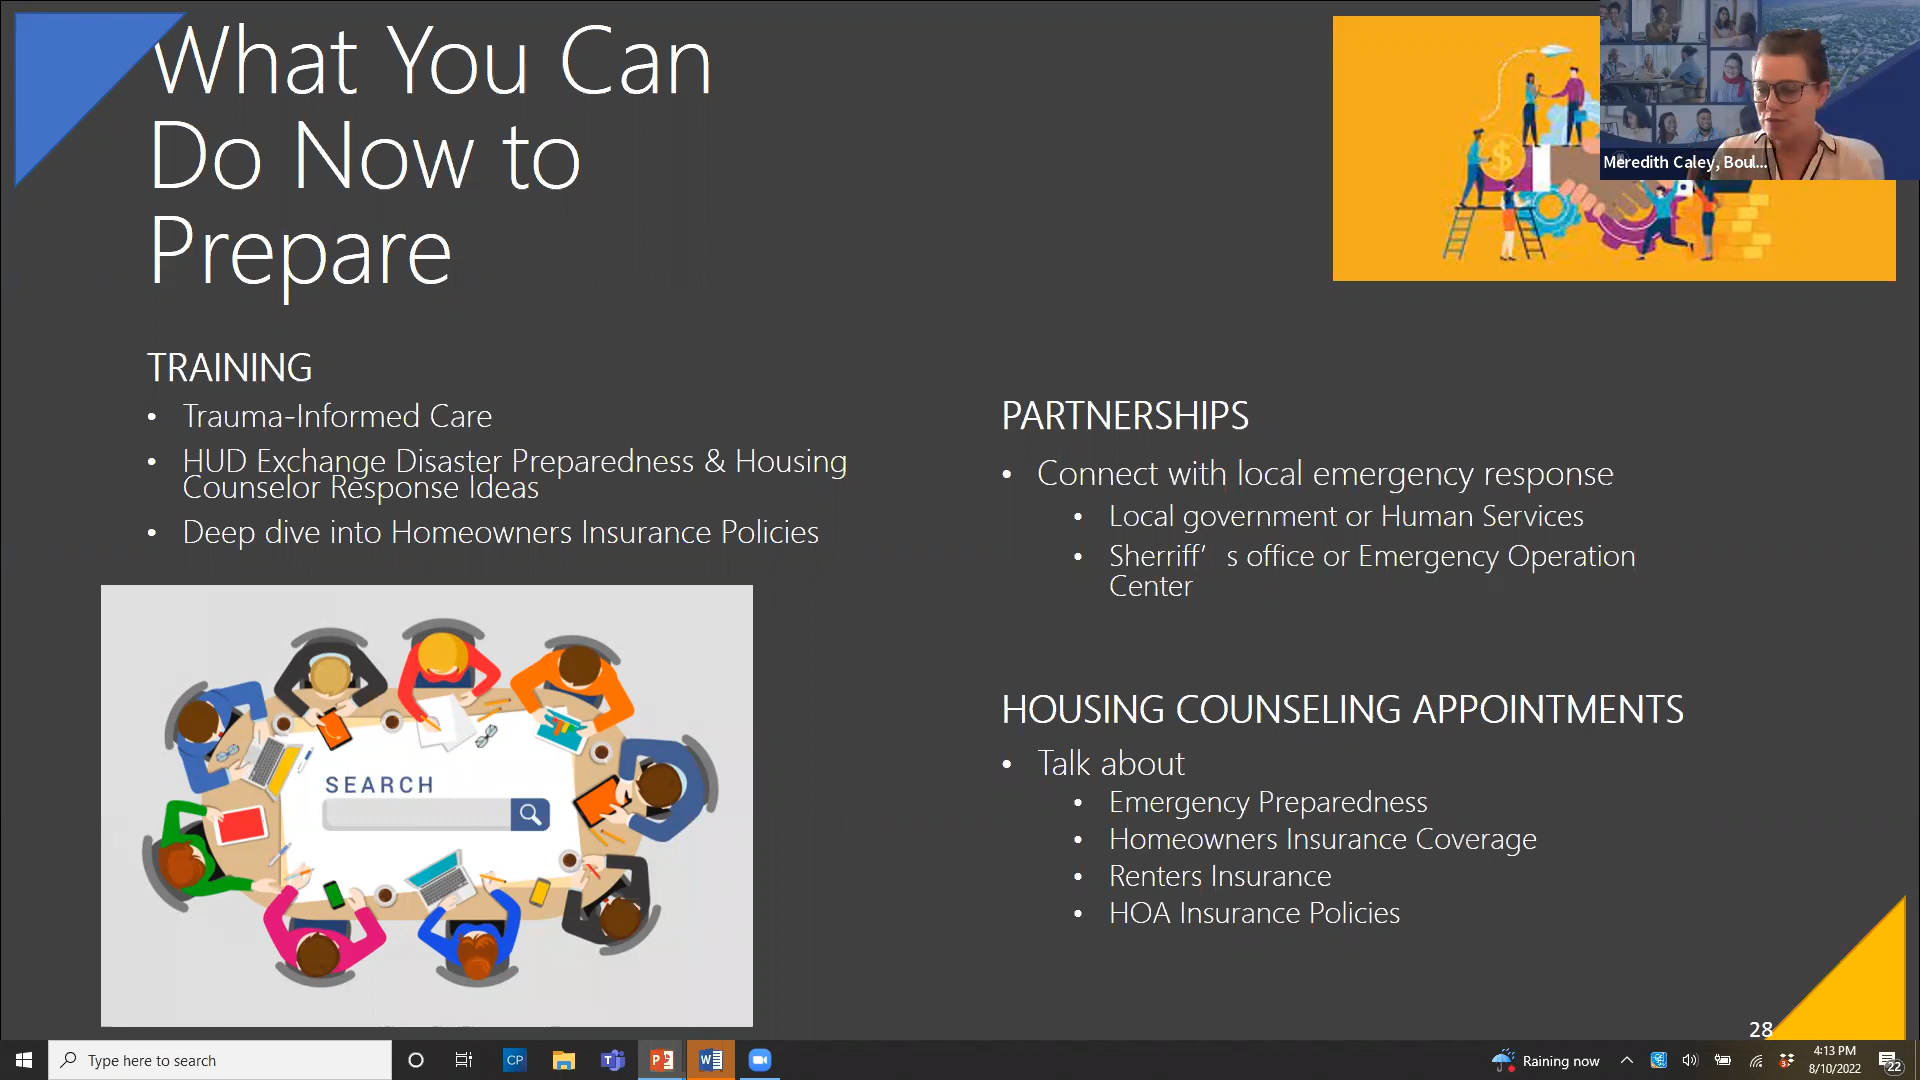 What You Can
Do Now to
Prepare
TRAINING
• Trauma-Informed Care
• HUD Exchange Disaster Preparedness & Housing
Counselor Response Ideas
• Deep dive into Homeowners Insurance Policies
SEARCH
Meredith Caley, Boul...
PARTNERSHIPS
• Connect with local emergency response
• Local government or Human Services
• Sherriff’s office or Emergency Operation
Center
HOUSING COUNSELING APPOINTMENTS
• Talk about
• Emergency Preparedness
• Homeowners Insurance Coverage
• Renters Insurance
• HOA Insurance Policies
28
Type here to search
CP
Raining now
4:13 PM
8/10/2022
22